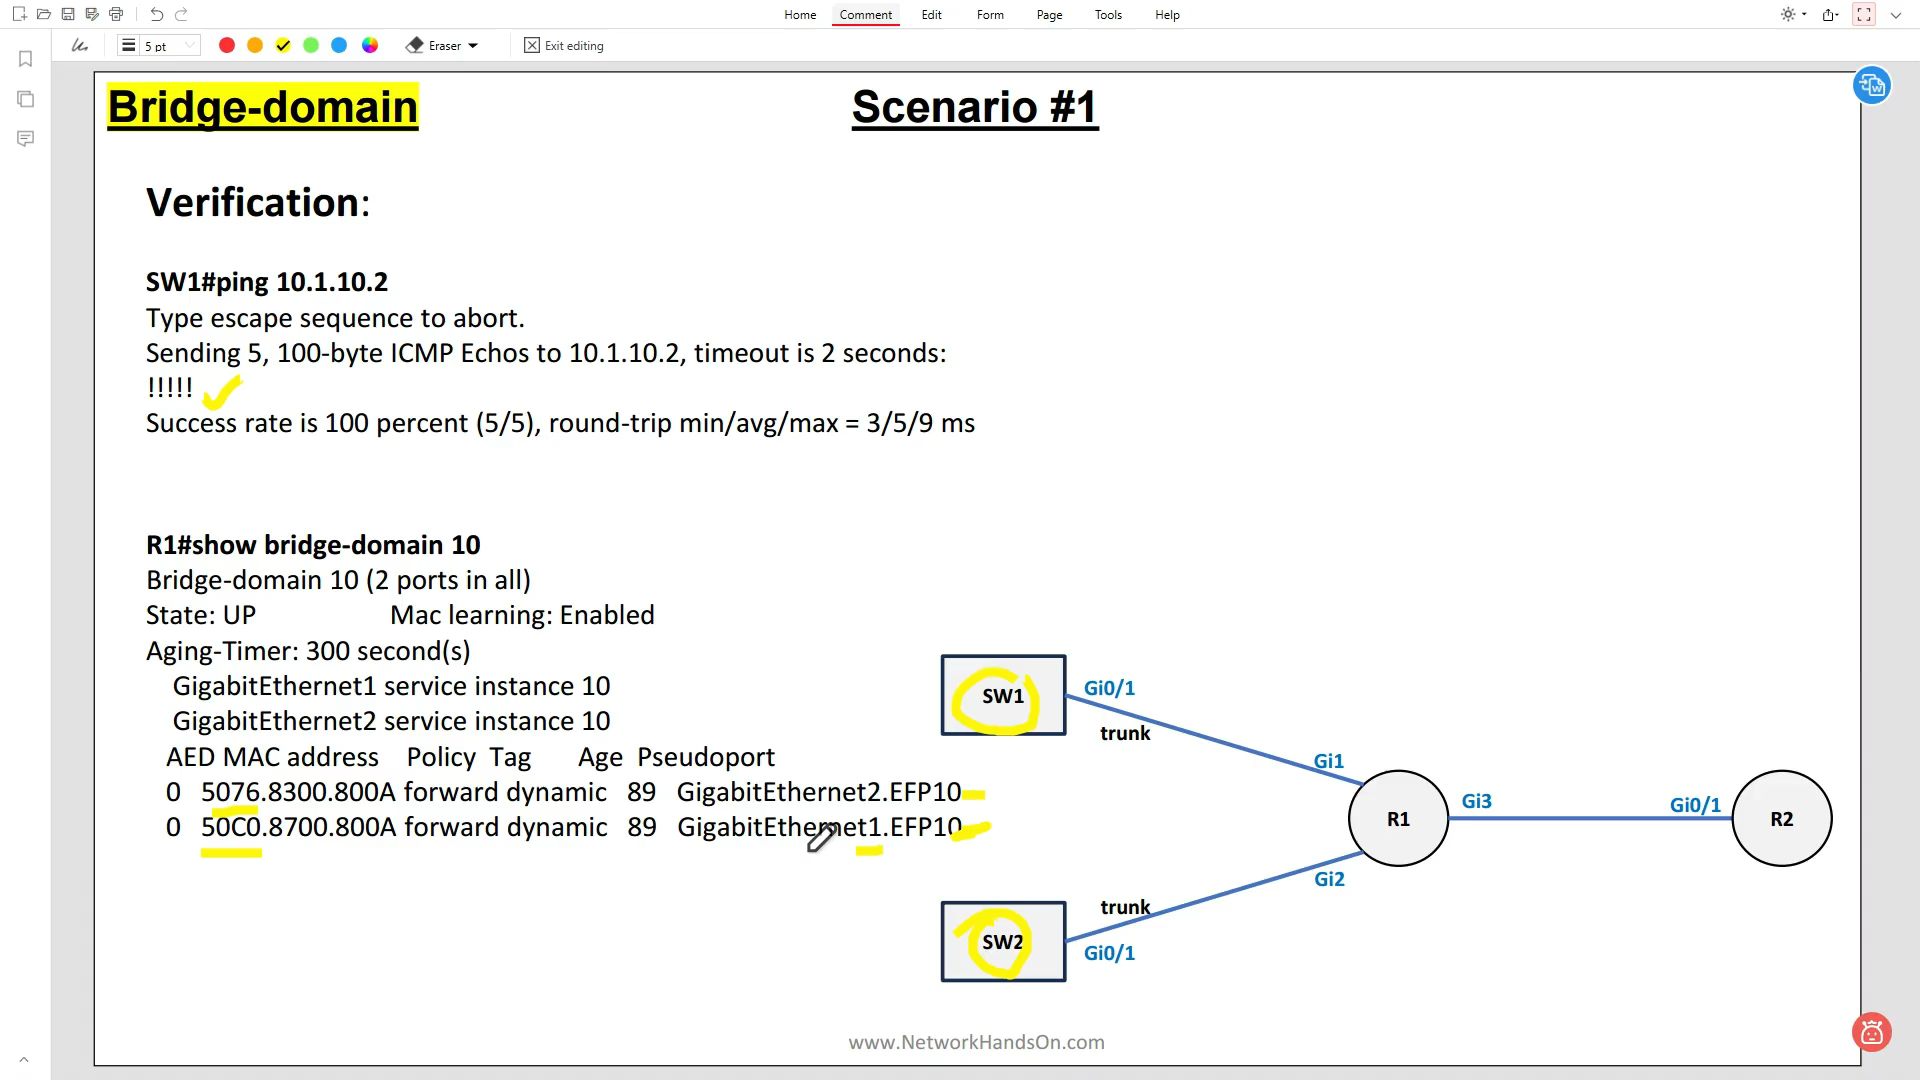 Home Comment Edit Form Page Tools Help
5 pt Eraser Exit editing
Bridge-domain
Scenario #1
Verification:
SW1#ping 10.1.10.2
Type escape sequence to abort.
Sending 5, 100-byte ICMP Echos to 10.1.10.2, timeout is 2 seconds:
!!!!!
Success rate is 100 percent (5/5), round-trip min/avg/max = 3/5/9 ms
R1#show bridge-domain 10
Bridge-domain 10 (2 ports in all)
State: UP Mac learning: Enabled
Aging-Timer: 300 second(s)
GigabitEthernet1 service instance 10
GigabitEthernet2 service instance 10
AED MAC address Policy Tag Age Pseudoport
0 5076.8300.800A forward dynamic 89 GigabitEthernet2.EFP10
0 50C0.8700.800A forward dynamic 89 GigabitEthernet1.EFP10
SW1
Gi0/1
trunk
Gi1
R1
Gi3
Gi0/1
R2
Gi2
trunk
SW2
Gi0/1
www.NetworkHandsOn.com